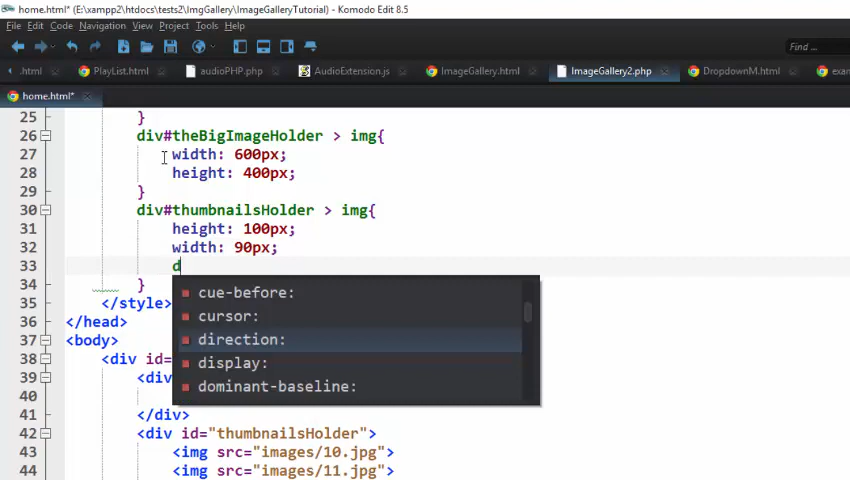 home.html* (E:\xampp2\htdocs\tests2\ImgGallery\ImageGalleryTutorial) - Komodo Edit 8.5
File Edit Code Navigation View Project Tools Help
Find ...
.html PlayList.html audioPHP.php AudioExtension.js ImageGallery.html ImageGallery2.php DropdownM.html exar
home.html*
25 }
26 div#theBigImageHolder > img{
27 width: 600px;
28 height: 400px;
29 }
30 div#thumbnailsHolder > img{
31 height: 100px;
32 width: 90px;
33 d
34 }
cue-before:
35 </style>
cursor:
36 </head>
direction:
37 <body>
display:
38 <div id=
39 <div
dominant-baseline:
40
41 </div>
42 <div id="thumbnailsHolder">
43 <img src="images/10.jpg">
44 <img src="images/11.jpg">